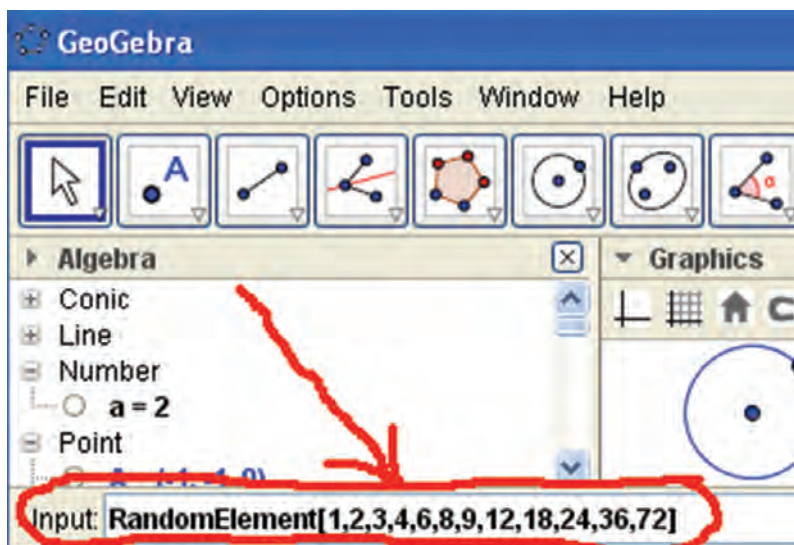 GeoGebra
File Edit View Options Tools Window Help
A
α
Algebra
Graphics
Conic
Line
Number
a = 2
Point
Input: RandomElement[1,2,3,4,6,8,9,12,18,24,36,72]